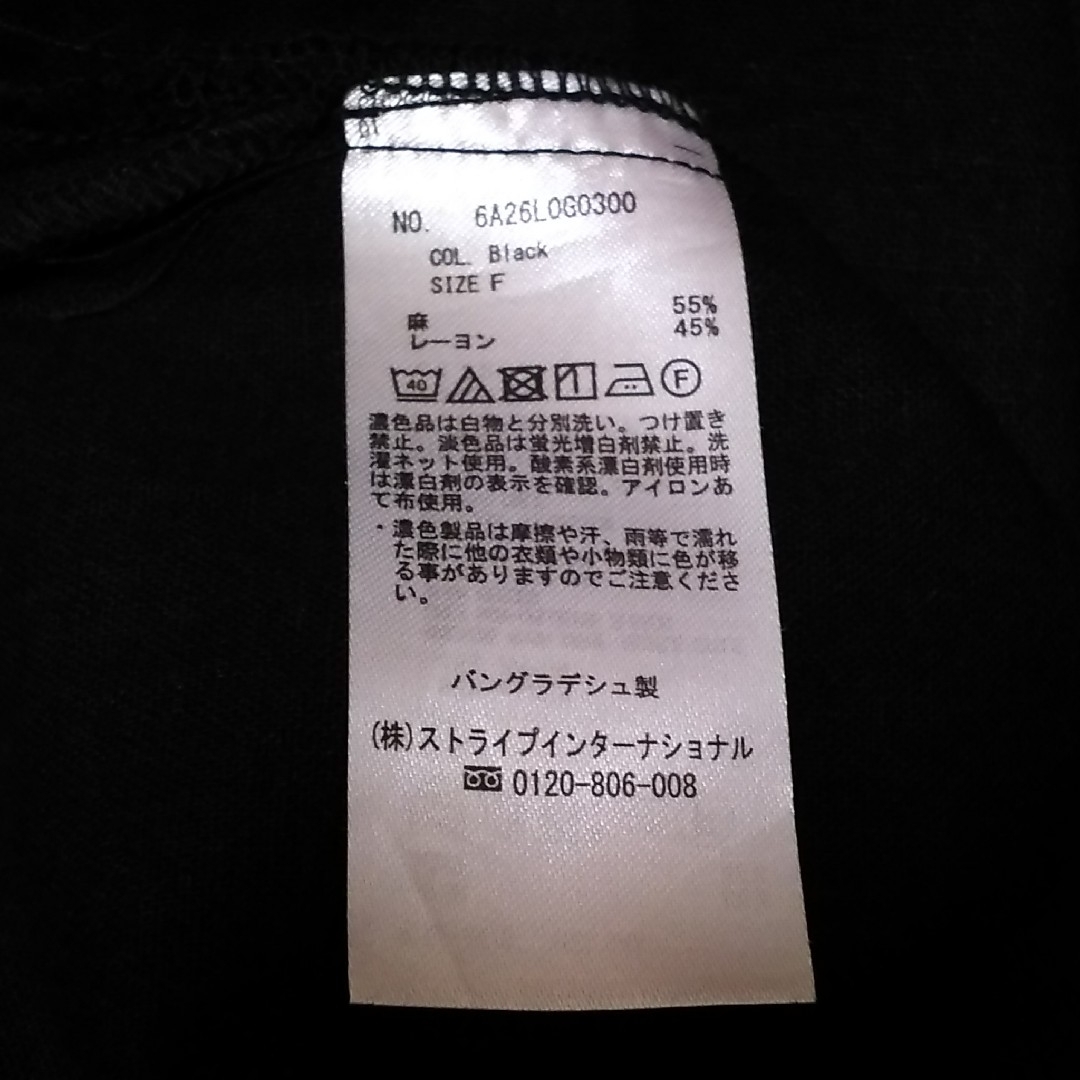 NO. 6A26L0G0300
COL. Black
SIZE F
麻 55%
レーヨン 45%
40 F
濃色品は白物と分別洗い。つけ置き
禁止。淡色品は蛍光増白剤禁止。洗
濯ネット使用。酸素系漂白剤使用時
は漂白剤の表示を確認。アイロンあ
て布使用。
・濃色製品は摩擦や汗、雨等で濡れ
た際に他の衣類や小物類に色が移
る事がありますのでご注意くださ
い。
バングラデシュ製
(株)ストライプインターナショナル
0120-806-008